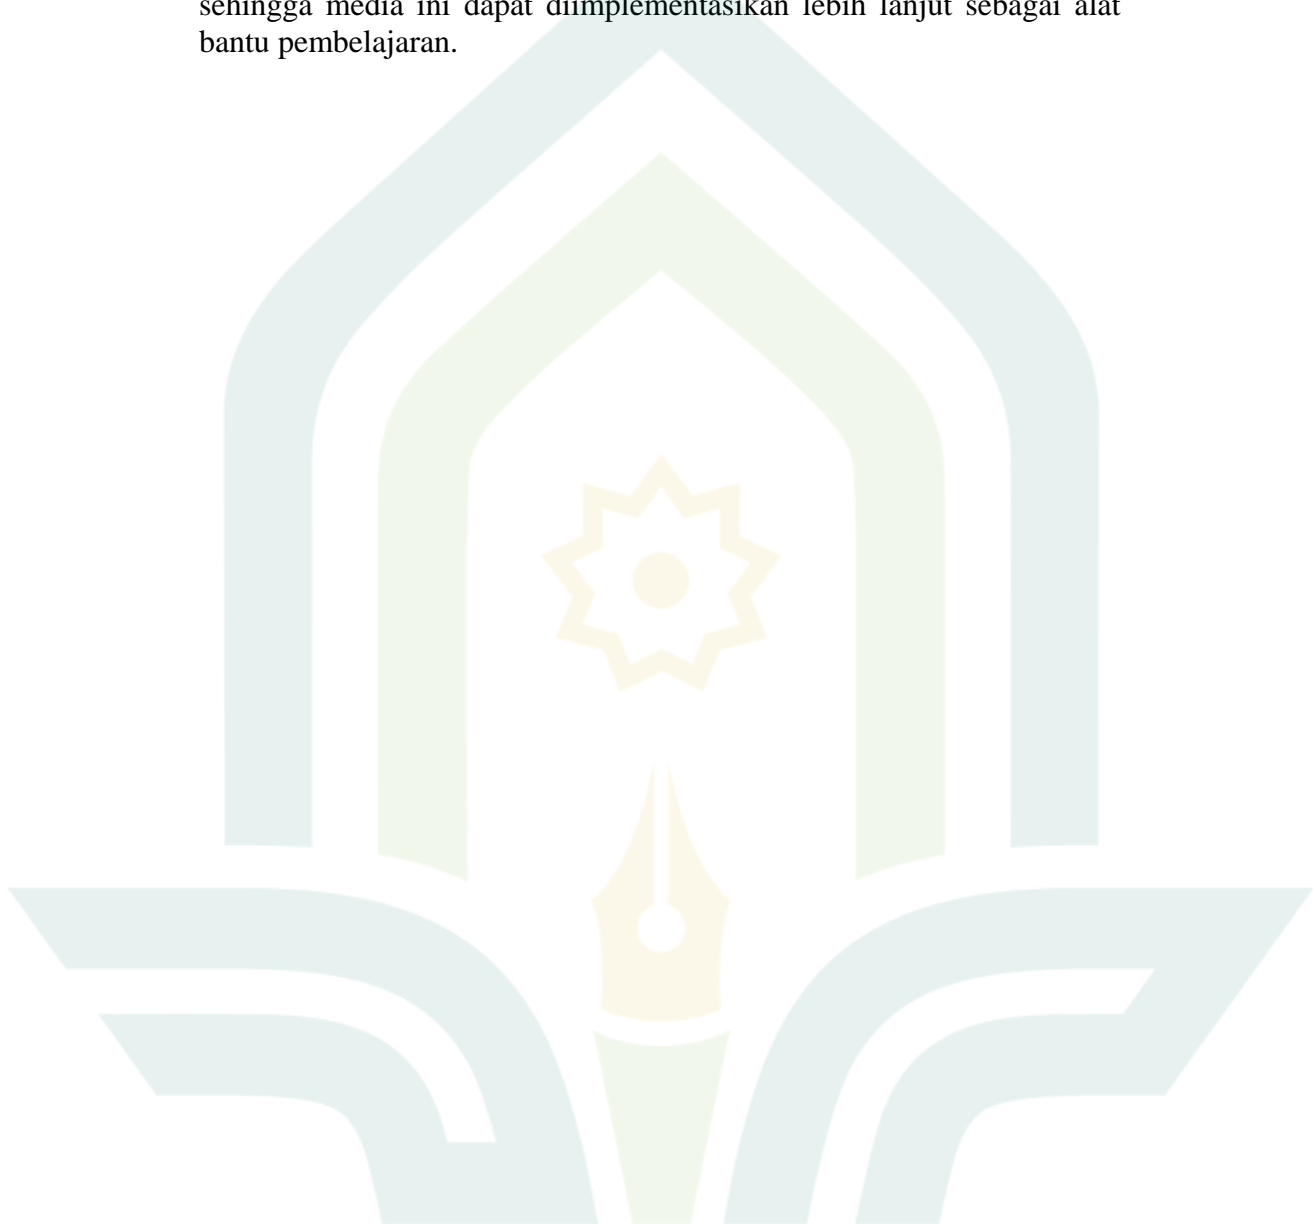 sehingga media ini dapat diimplementasikan lebih lanjut sebagai alat
bantu pembelajaran.